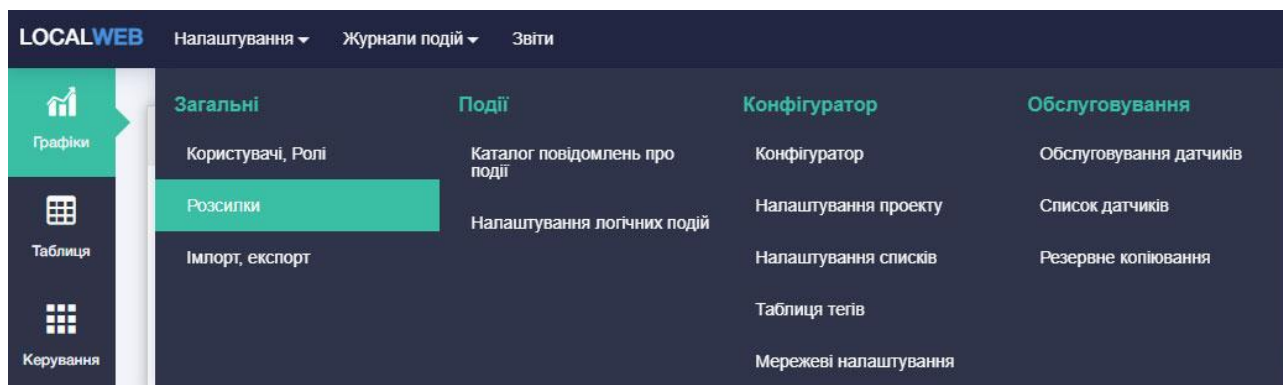 LOCALWEB Налаштування Журнали подій Звіти
Графіки
Таблиця
Керування
Загальні
Користувачі, Ролі
Розсилки
Імпорт, експорт
Події
Каталог повідомлень про
події
Налаштування логічних подій
Конфігуратор
Конфігуратор
Налаштування проекту
Налаштування списків
Таблиця тегів
Мережеві налаштування
Обслуговування
Обслуговування датчиків
Список датчиків
Резервне копіювання